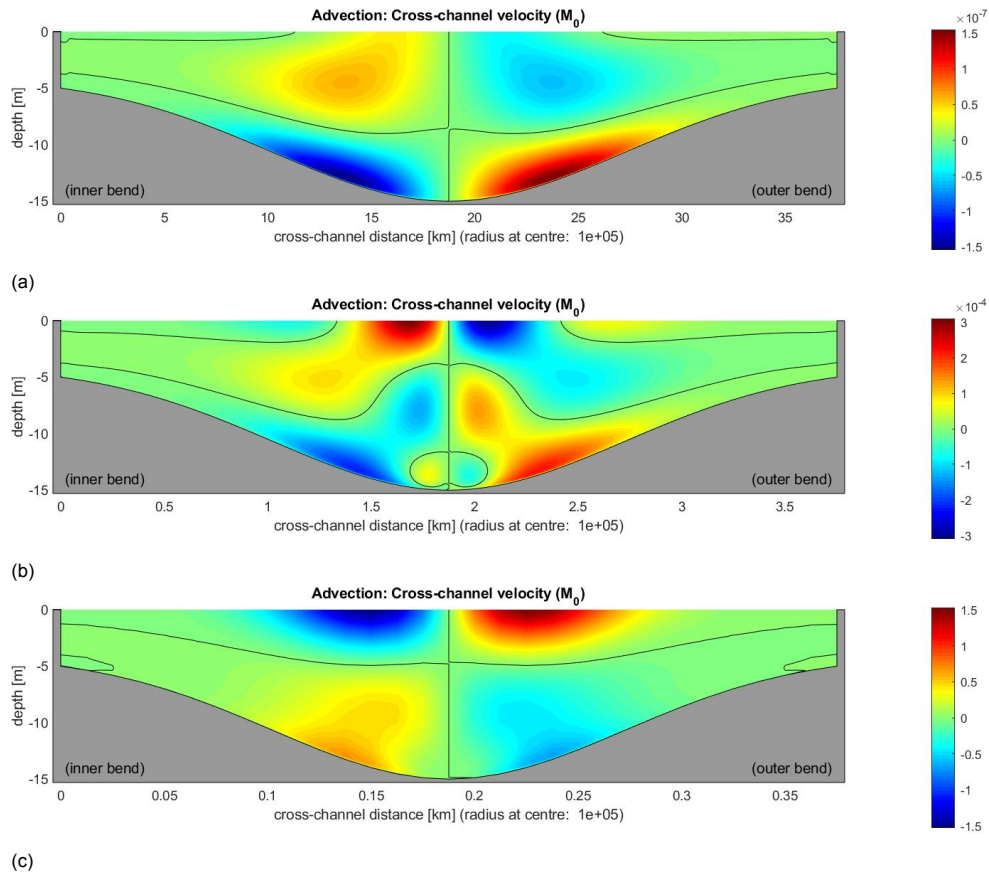 Advection: Cross-channel velocity (M0)
×10-7
0
-5
-10
-15
depth [m]
(inner bend)
(outer bend)
0 5 10 15 20 25 30 35
cross-channel distance [km] (radius at centre: 1e+05)
1.5
1
0.5
0
-0.5
-1
-1.5
(a)
Advection: Cross-channel velocity (M0)
×10-4
0
-5
-10
-15
depth [m]
(inner bend)
(outer bend)
0 0.5 1 1.5 2 2.5 3 3.5
cross-channel distance [km] (radius at centre: 1e+05)
3
2
1
0
-1
-2
-3
(b)
Advection: Cross-channel velocity (M0)
0
-5
-10
-15
depth [m]
(inner bend)
(outer bend)
0 0.05 0.1 0.15 0.2 0.25 0.3 0.35
cross-channel distance [km] (radius at centre: 1e+05)
1.5
1
0.5
0
-0.5
-1
-1.5
(c)